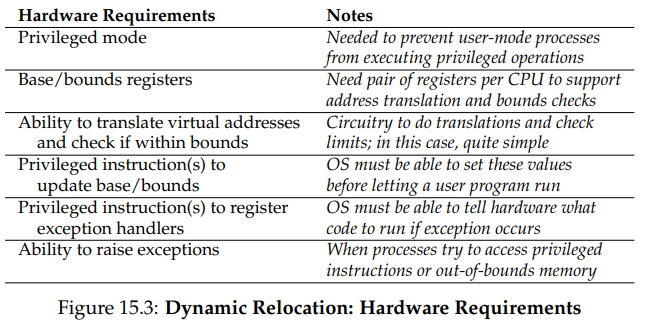 Hardware Requirements Notes
Privileged mode Needed to prevent user-mode processes
from executing privileged operations
Base/bounds registers Need pair of registers per CPU to support
address translation and bounds checks
Ability to translate virtual addresses Circuitry to do translations and check
and check if within bounds limits; in this case, quite simple
Privileged instruction(s) to OS must be able to set these values
update base/bounds before letting a user program run
Privileged instruction(s) to register OS must be able to tell hardware what
exception handlers code to run if exception occurs
Ability to raise exceptions When processes try to access privileged
instructions or out-of-bounds memory
Figure 15.3: Dynamic Relocation: Hardware Requirements